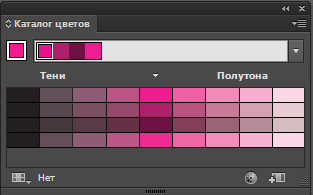 Каталог цветов
Тени Полутона
Нет